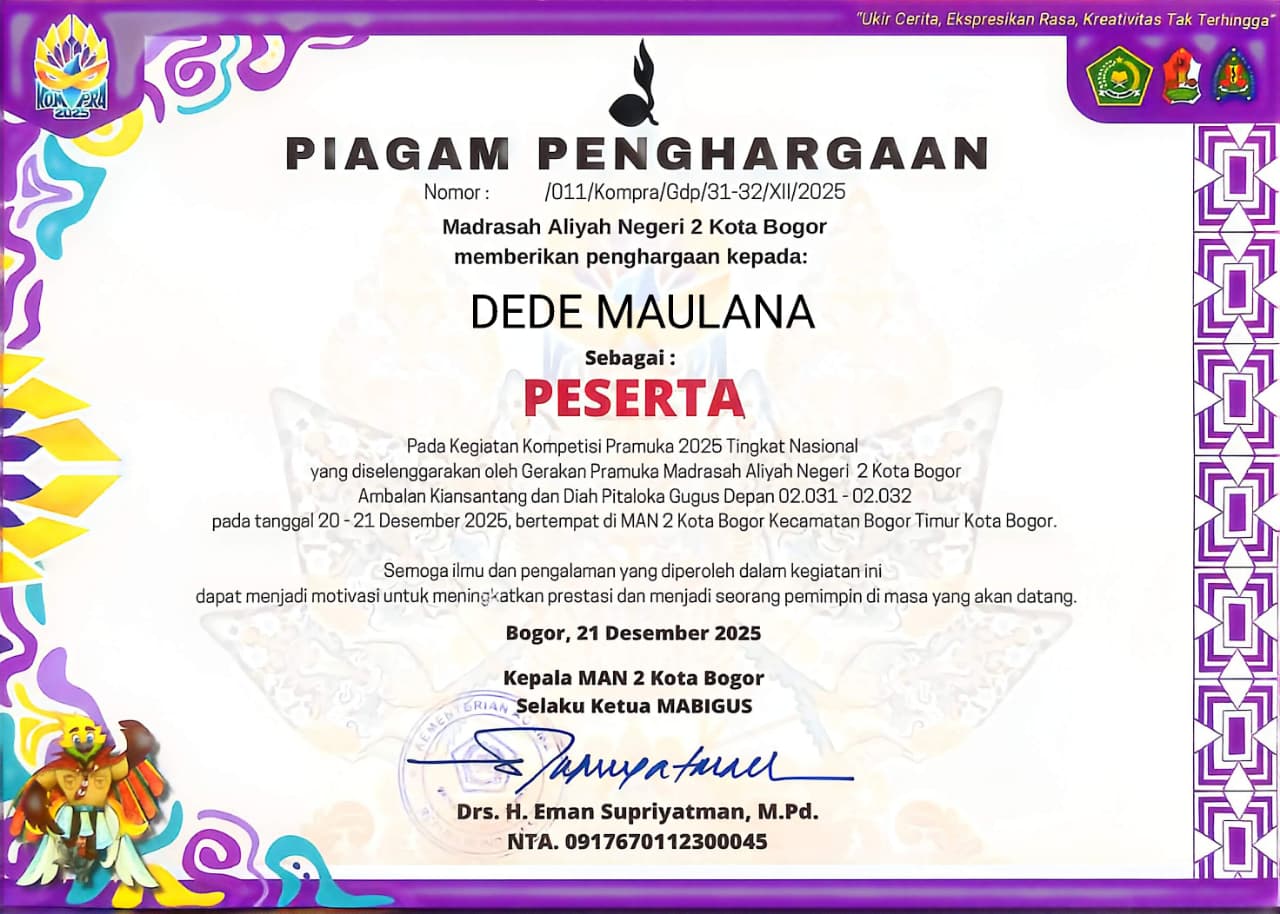 "Ukir Cerita, Ekspresikan Rasa, Kreativitas Tak Terhingga"
KOMPRA
2025
PIAGAM PENGHARGAAN
Nomor : /011/Kompra/Gdp/31-32/XII/2025
Madrasah Aliyah Negeri 2 Kota Bogor
memberikan penghargaan kepada:
DEDE MAULANA
Sebagai :
PESERTA
Pada Kegiatan Kompetisi Pramuka 2025 Tingkat Nasional
yang diselenggarakan oleh Gerakan Pramuka Madrasah Aliyah Negeri 2 Kota Bogor
Ambalan Kiansantang dan Diah Pitaloka Gugus Depan 02.031 - 02.032
pada tanggal 20 - 21 Desember 2025, bertempat di MAN 2 Kota Bogor Kecamatan Bogor Timur Kota Bogor.
Semoga ilmu dan pengalaman yang diperoleh dalam kegiatan ini
dapat menjadi motivasi untuk meningkatkan prestasi dan menjadi seorang pemimpin di masa yang akan datang.
Bogor, 21 Desember 2025
Kepala MAN 2 Kota Bogor
Selaku Ketua MABIGUS
KEMENTERIAN
Drs. H. Eman Supriyatman, M.Pd.
NTA. 0917670112300045